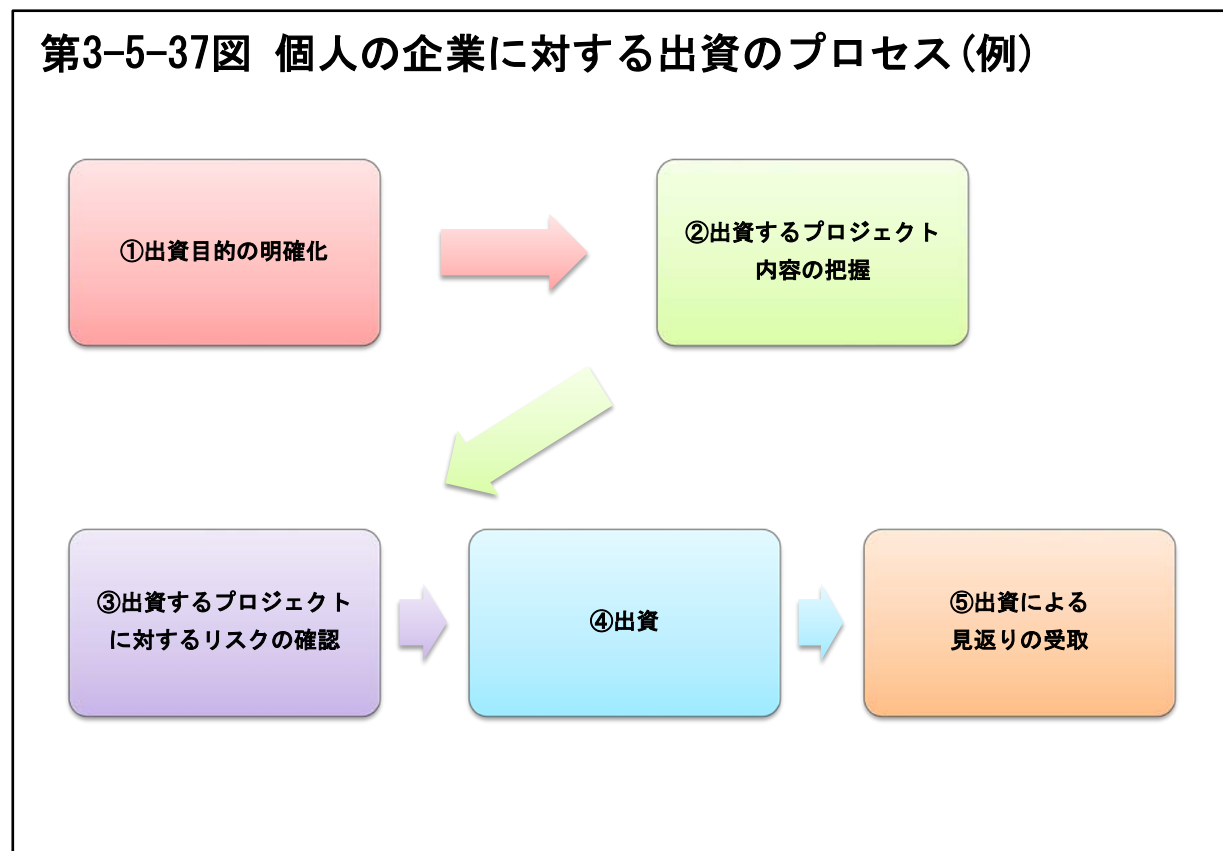 第3-5-37図 個人の企業に対する出資のプロセス(例)
①出資目的の明確化
②出資するプロジェクト
内容の把握
③出資するプロジェクト
に対するリスクの確認
④出資
⑤出資による
見返りの受取